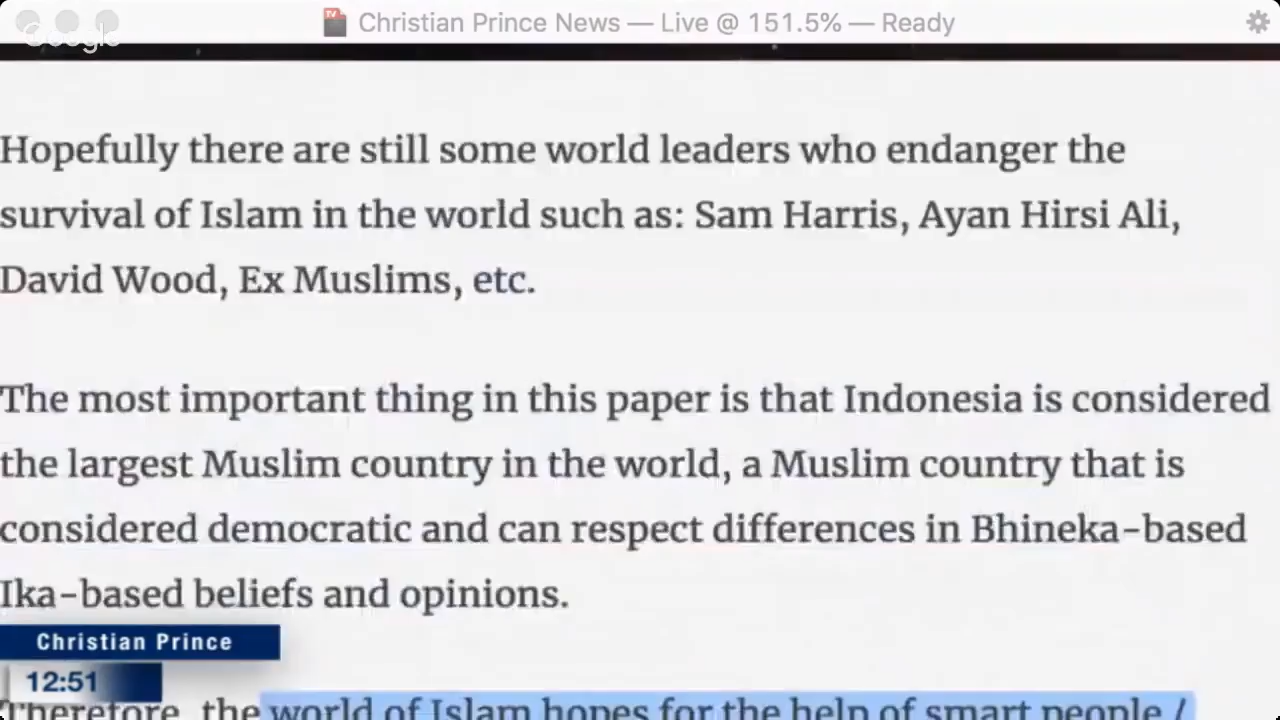 Christian Prince News — Live @ 151.5% — Ready
Google
Hopefully there are still some world leaders who endanger the
survival of Islam in the world such as: Sam Harris, Ayan Hirsi Ali,
David Wood, Ex Muslims, etc.
The most important thing in this paper is that Indonesia is considered
the largest Muslim country in the world, a Muslim country that is
considered democratic and can respect differences in Bhineka-based
Ika-based beliefs and opinions.
Christian Prince
12:51
Therefore, the world of Islam hopes for the help of smart people /